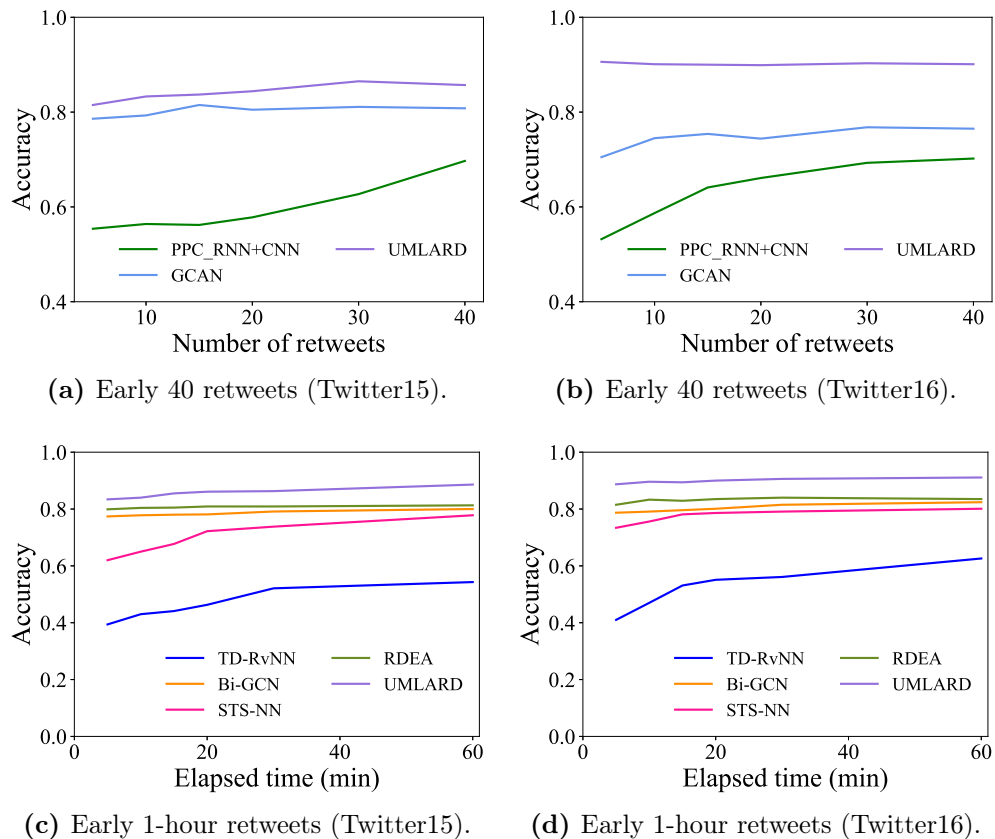 1.0
0.8
0.6
0.4
Accuracy
PPC_RNN+CNN
GCAN
UMLARD
10
20
30
40
Number of retweets
(a) Early 40 retweets (Twitter15).
1.0
0.8
0.6
0.4
Accuracy
PPC_RNN+CNN
GCAN
UMLARD
10
20
30
40
Number of retweets
(b) Early 40 retweets (Twitter16).
1.0
0.8
0.6
0.4
0.2
0.0
Accuracy
TD-RvNN
Bi-GCN
STS-NN
RDEA
UMLARD
0
20
40
60
Elapsed time (min)
(c) Early 1-hour retweets (Twitter15).
1.0
0.8
0.6
0.4
0.2
0.0
Accuracy
TD-RvNN
Bi-GCN
STS-NN
RDEA
UMLARD
0
20
40
60
Elapsed time (min)
(d) Early 1-hour retweets (Twitter16).